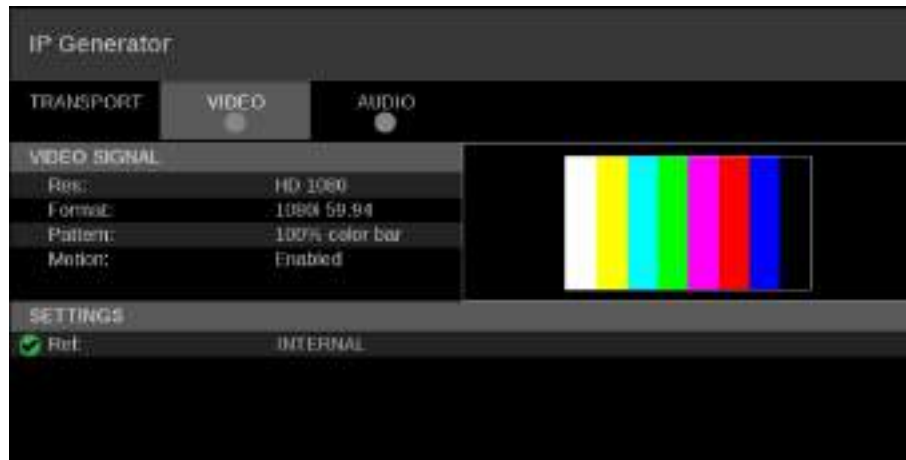 IP Generator
TRANSPORT VIDEO AUDIO
VIDEO SIGNAL
Res: HD 1080
Format: 1080i 59.94
Pattern: 100% color bar
Motion: Enabled
SETTINGS
Ref: INTERNAL